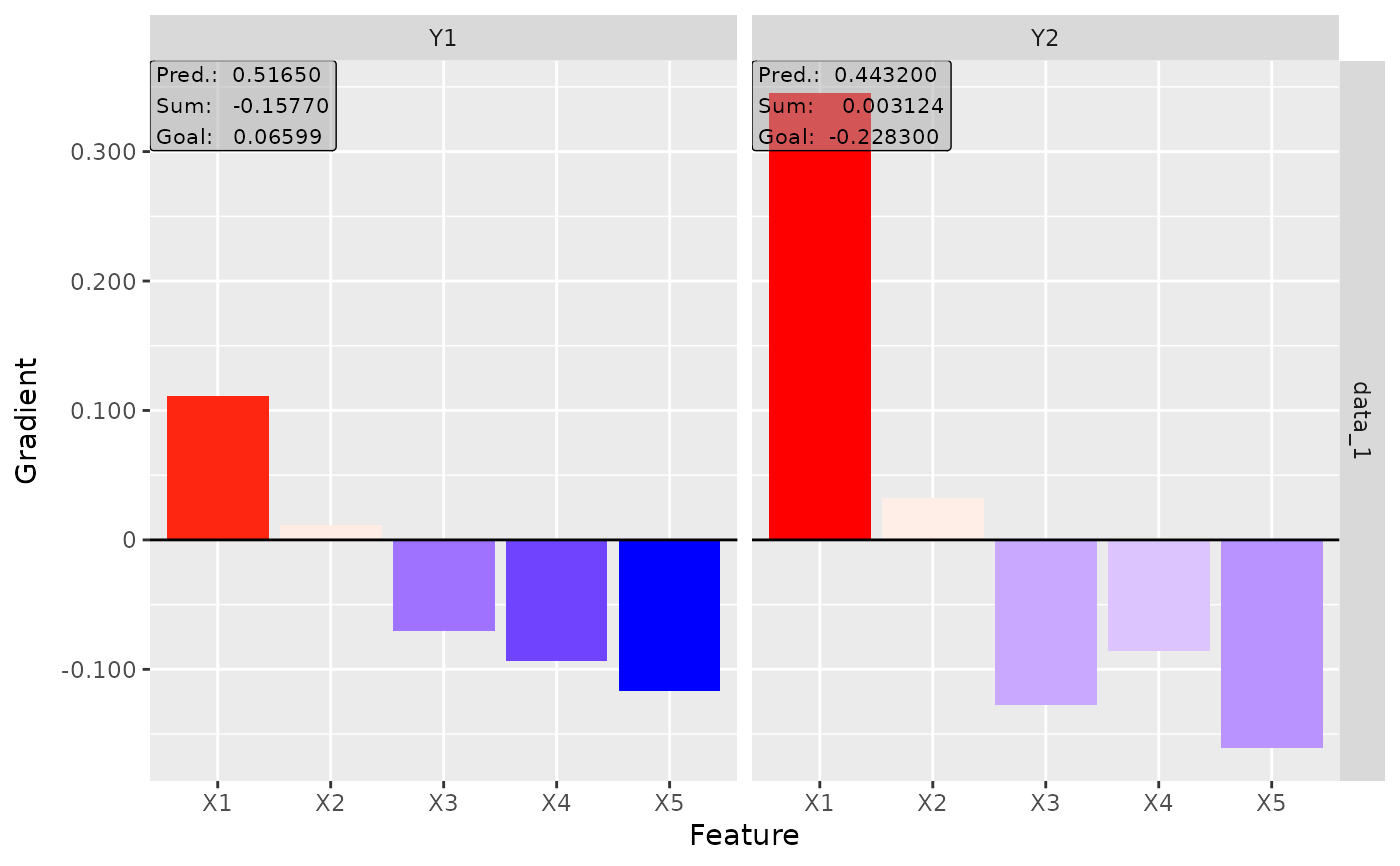 Y1
Y2
Pred.: 0.51650
Sum: -0.15770
Goal: 0.06599
Pred.: 0.443200
Sum: 0.003124
Goal: -0.228300
0.300
0.200
0.100
0
-0.100
Gradient
data_1
X1 X2 X3 X4 X5
X1 X2 X3 X4 X5
Feature